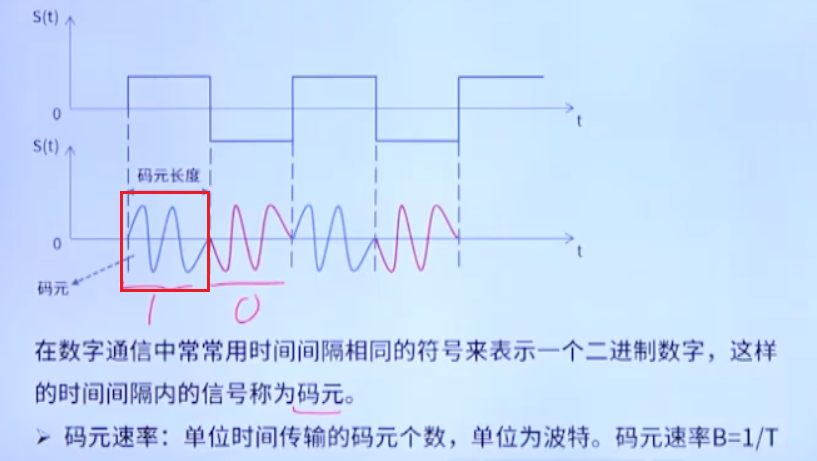 S(t)
0
t
S(t)
码元长度
0
t
码元
1 0
在数字通信中常常用时间间隔相同的符号来表示一个二进制数字，这样
的时间间隔内的信号称为码元。
➢ 码元速率：单位时间传输的码元个数，单位为波特。码元速率B=1/T